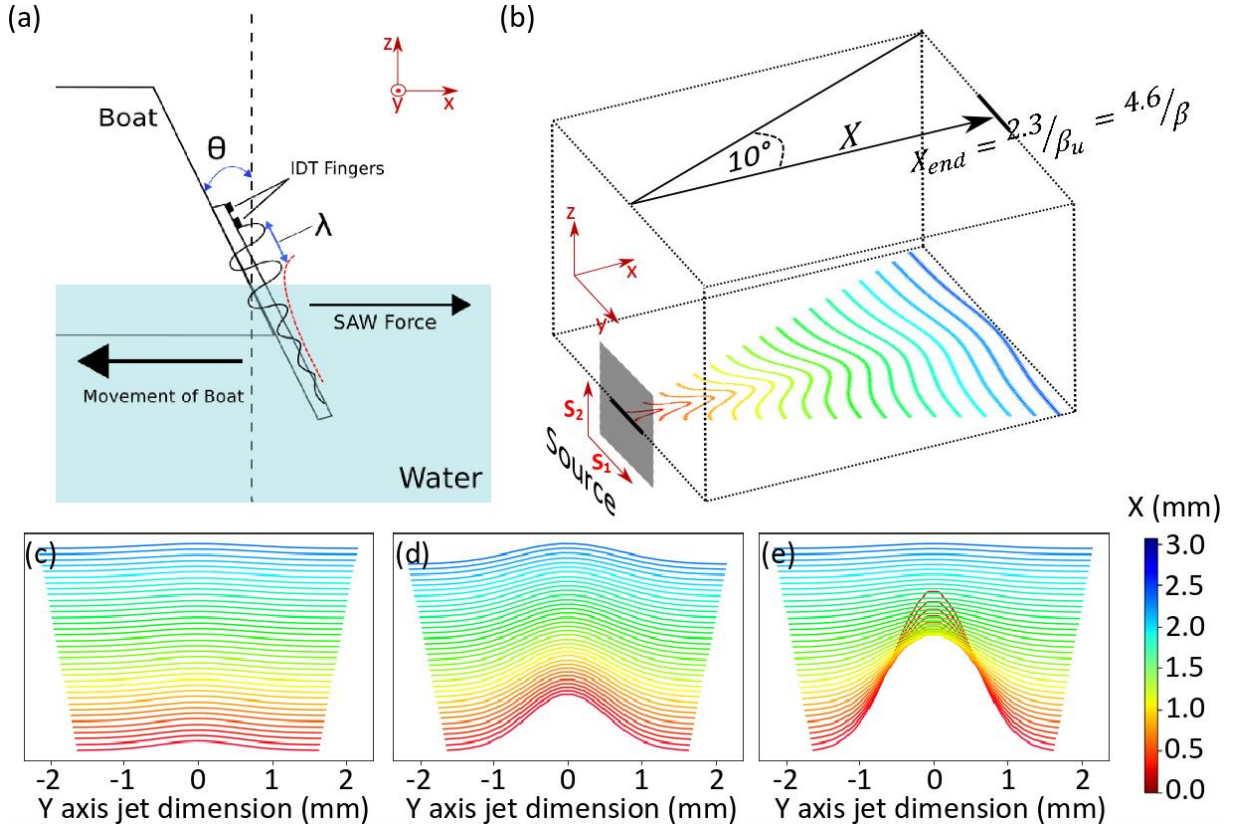 (a)
z
y
x
Boat
θ
IDT Fingers
λ
SAW Force
Movement of Boat
Water
(b)
10°
X
X_end = 2.3/β_u = 4.6/β
z
x
y
S₂
S₁
Source
(c)
(d)
(e)
-2 -1 0 1 2
Y axis jet dimension (mm)
-2 -1 0 1 2
Y axis jet dimension (mm)
-2 -1 0 1 2
Y axis jet dimension (mm)
X (mm)
3.0
2.5
2.0
1.5
1.0
0.5
0.0